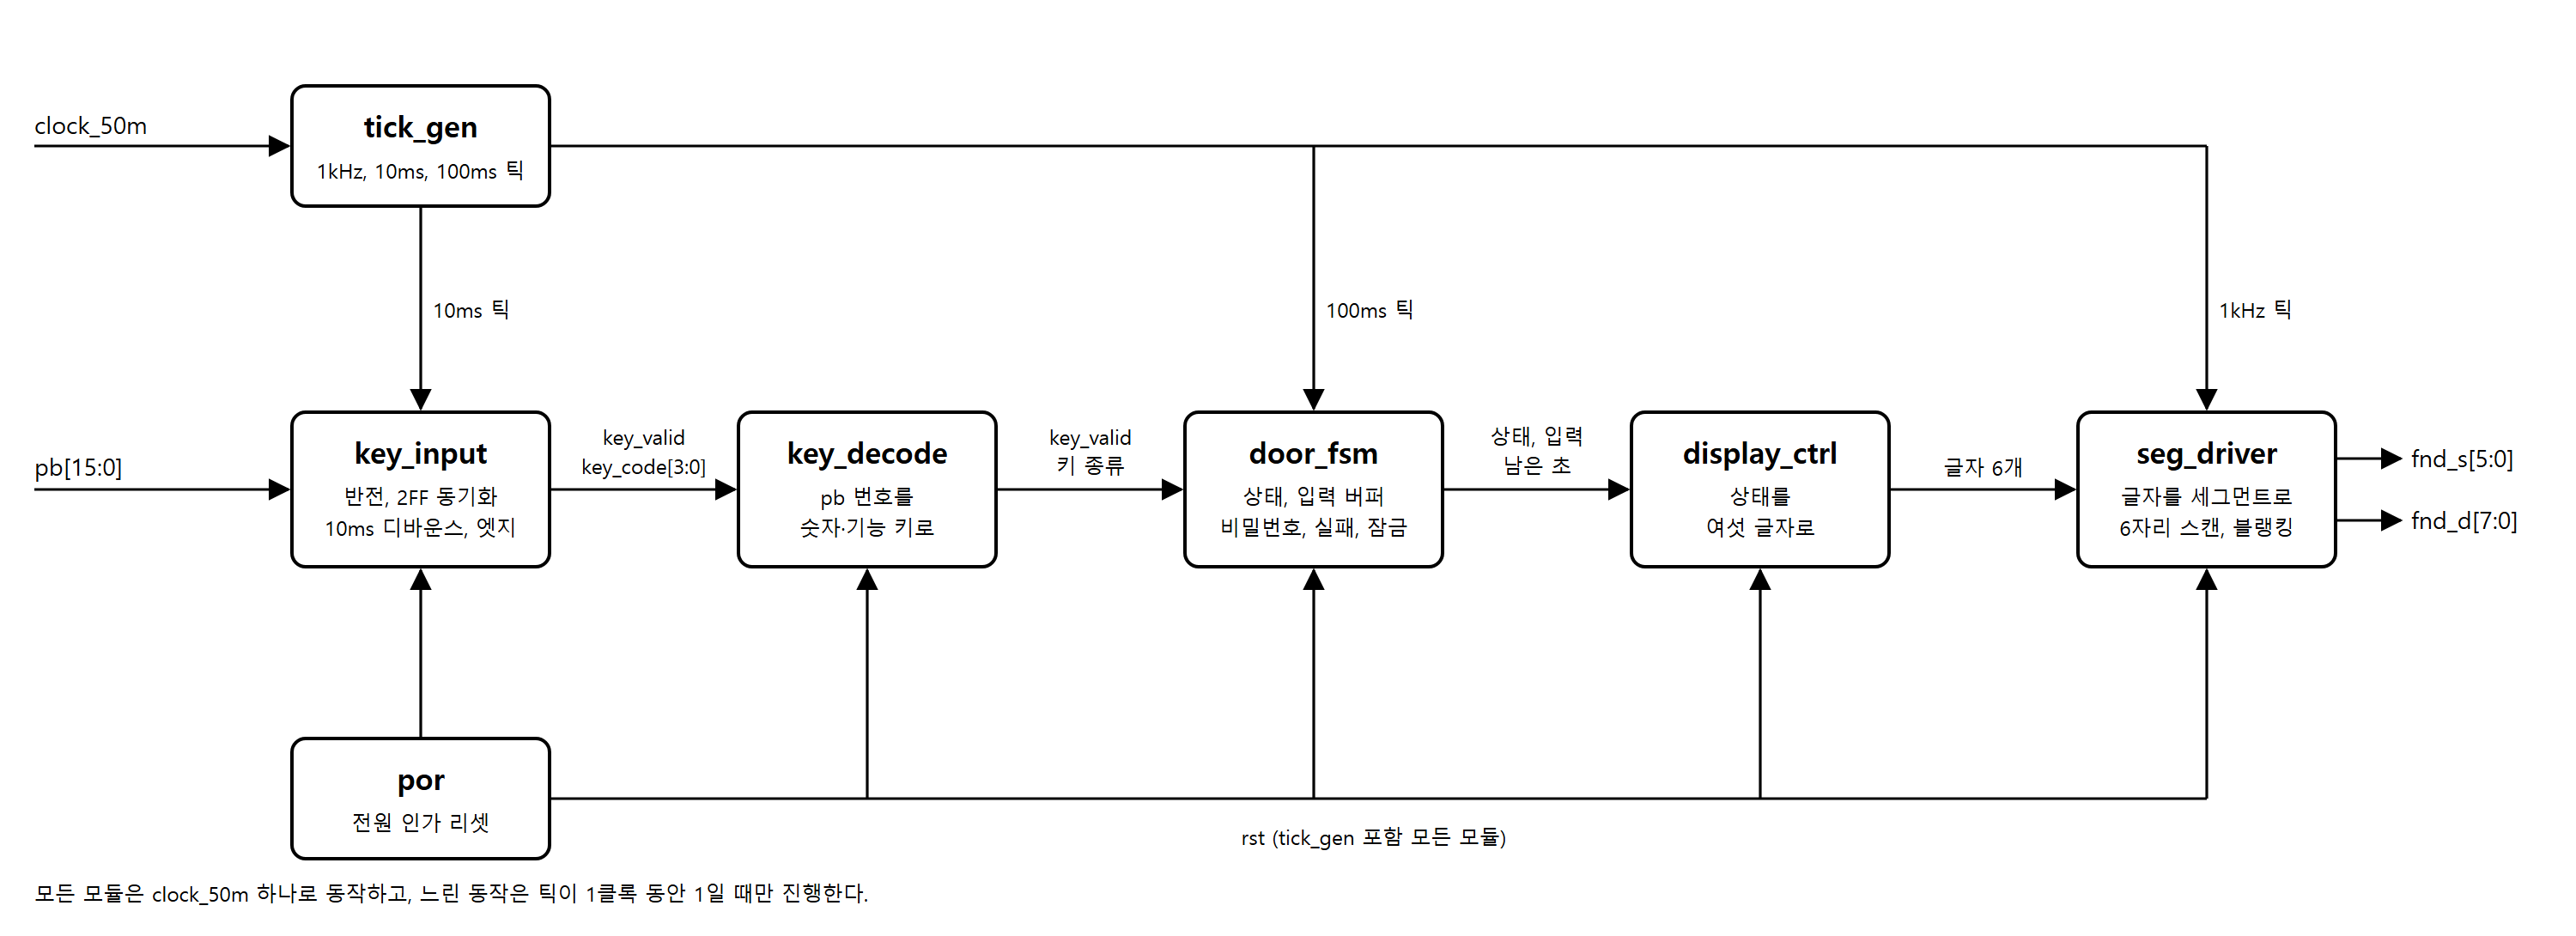 clock_50m
tick_gen
1kHz, 10ms, 100ms 틱
10ms 틱
100ms 틱
1kHz 틱
pb[15:0]
key_input
반전, 2FF 동기화
10ms 디바운스, 엣지
key_valid
key_code[3:0]
key_decode
pb 번호를
숫자·기능 키로
key_valid
키 종류
door_fsm
상태, 입력 버퍼
비밀번호, 실패, 잠금
상태, 입력
남은 초
display_ctrl
상태를
여섯 글자로
글자 6개
seg_driver
글자를 세그먼트로
6자리 스캔, 블랭킹
fnd_s[5:0]
fnd_d[7:0]
por
전원 인가 리셋
rst (tick_gen 포함 모든 모듈)
모든 모듈은 clock_50m 하나로 동작하고, 느린 동작은 틱이 1클록 동안 1일 때만 진행한다.